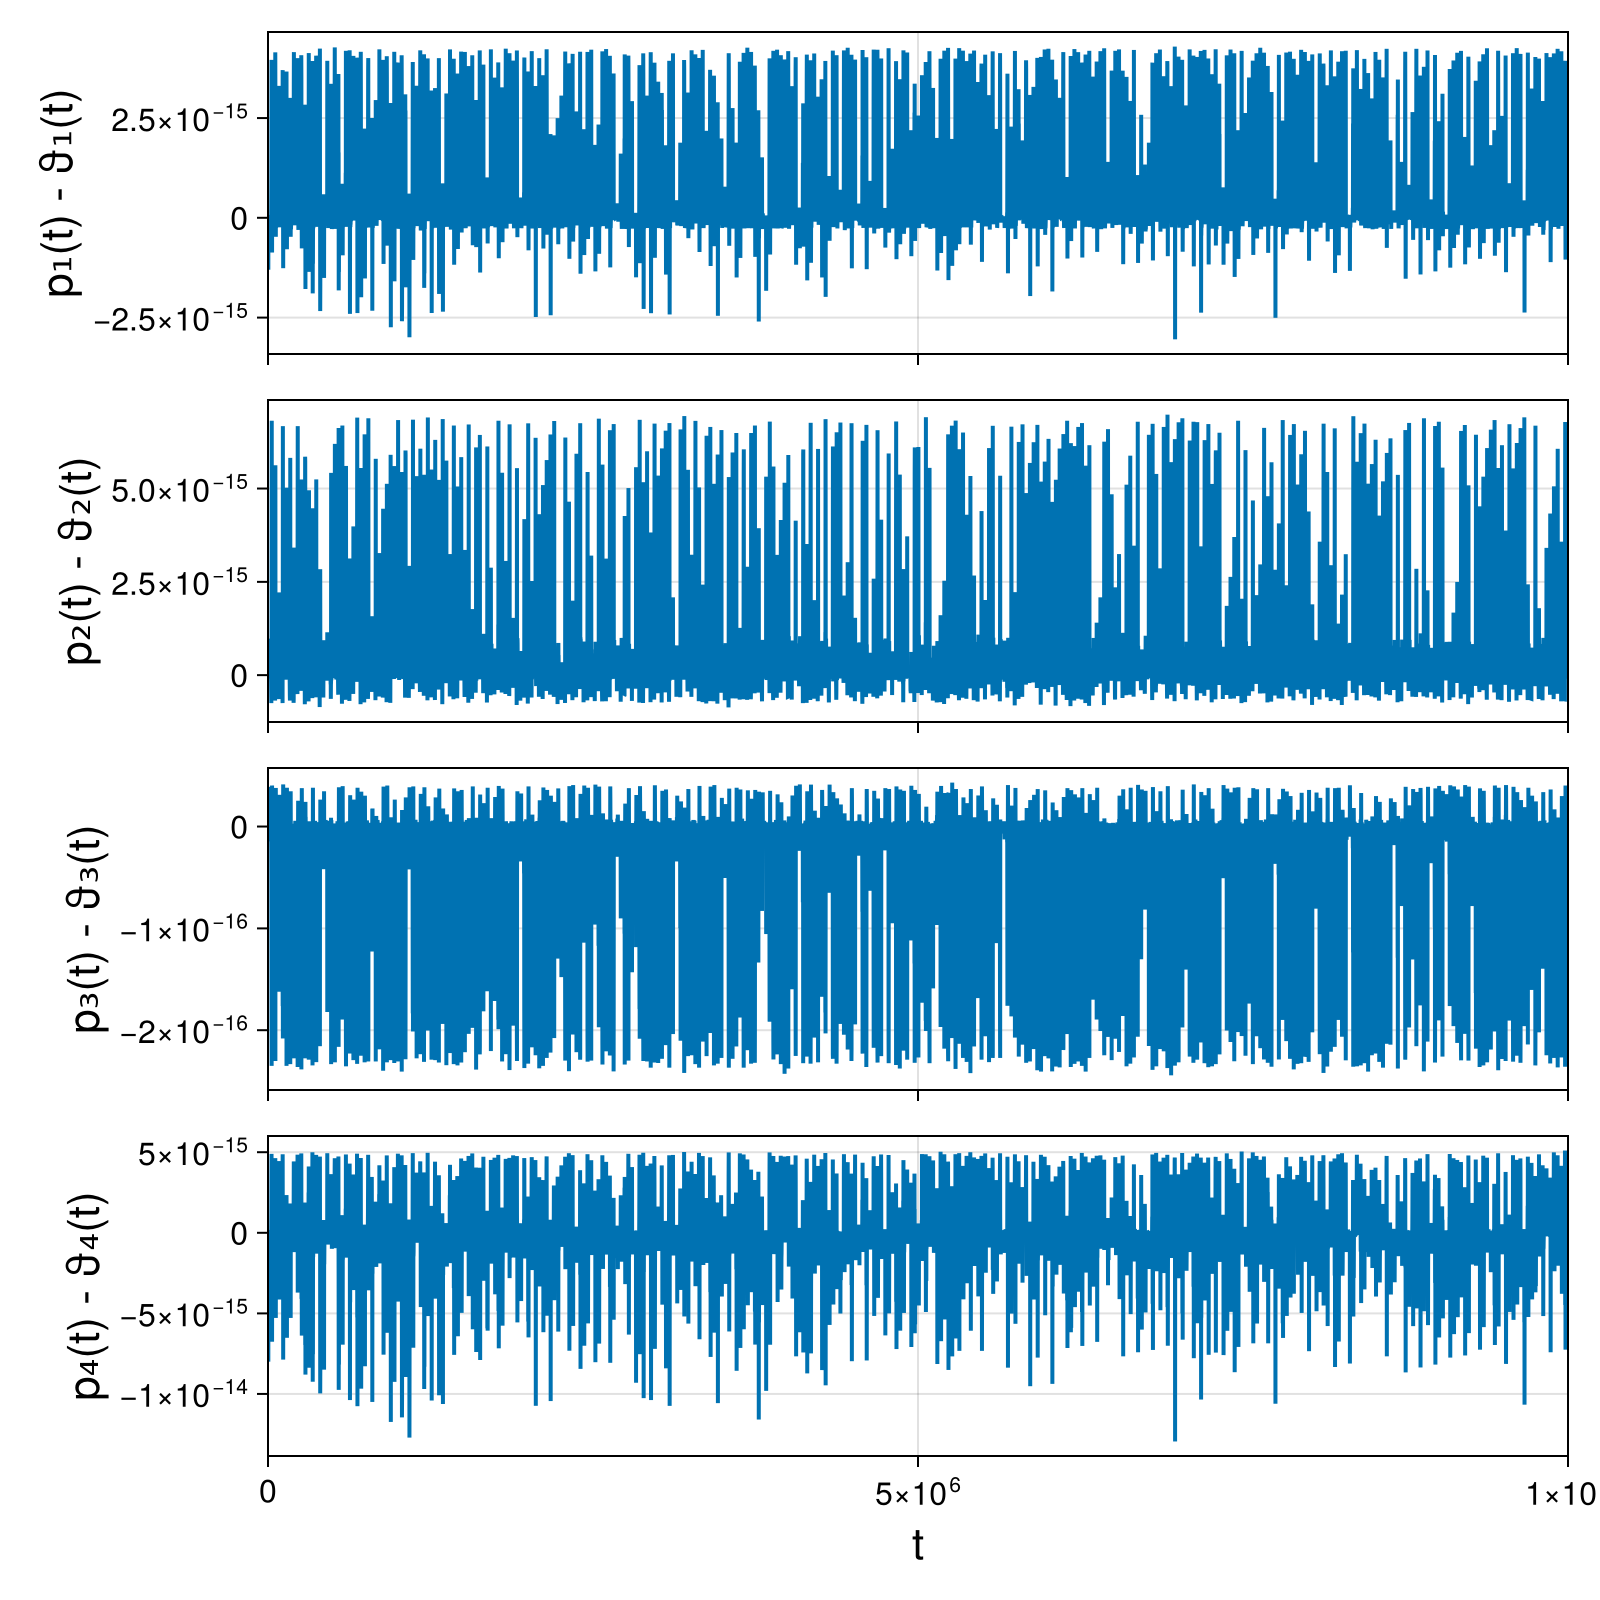 p₁(t) - ϑ₁(t)
2.5×10⁻¹⁵
0
−2.5×10⁻¹⁵
p₂(t) - ϑ₂(t)
5.0×10⁻¹⁵
2.5×10⁻¹⁵
0
p₃(t) - ϑ₃(t)
0
−1×10⁻¹⁶
−2×10⁻¹⁶
p₄(t) - ϑ₄(t)
5×10⁻¹⁵
0
−5×10⁻¹⁵
−1×10⁻¹⁴
0 5×10⁶ 1×10
t